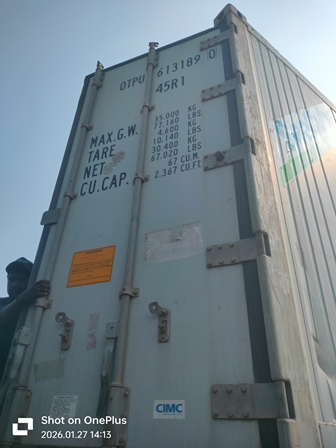 OTPU 613189 0
45R1
MAX.G.W. 35.000 KG
77.160 LBS
TARE 4.600 KG
10.140 LBS
NET 30.400 KG
67.020 LBS
CU.CAP. 67 CU.M.
2.367 CU.FT.
CIMC
Shot on OnePlus
2026.01.27 14:13